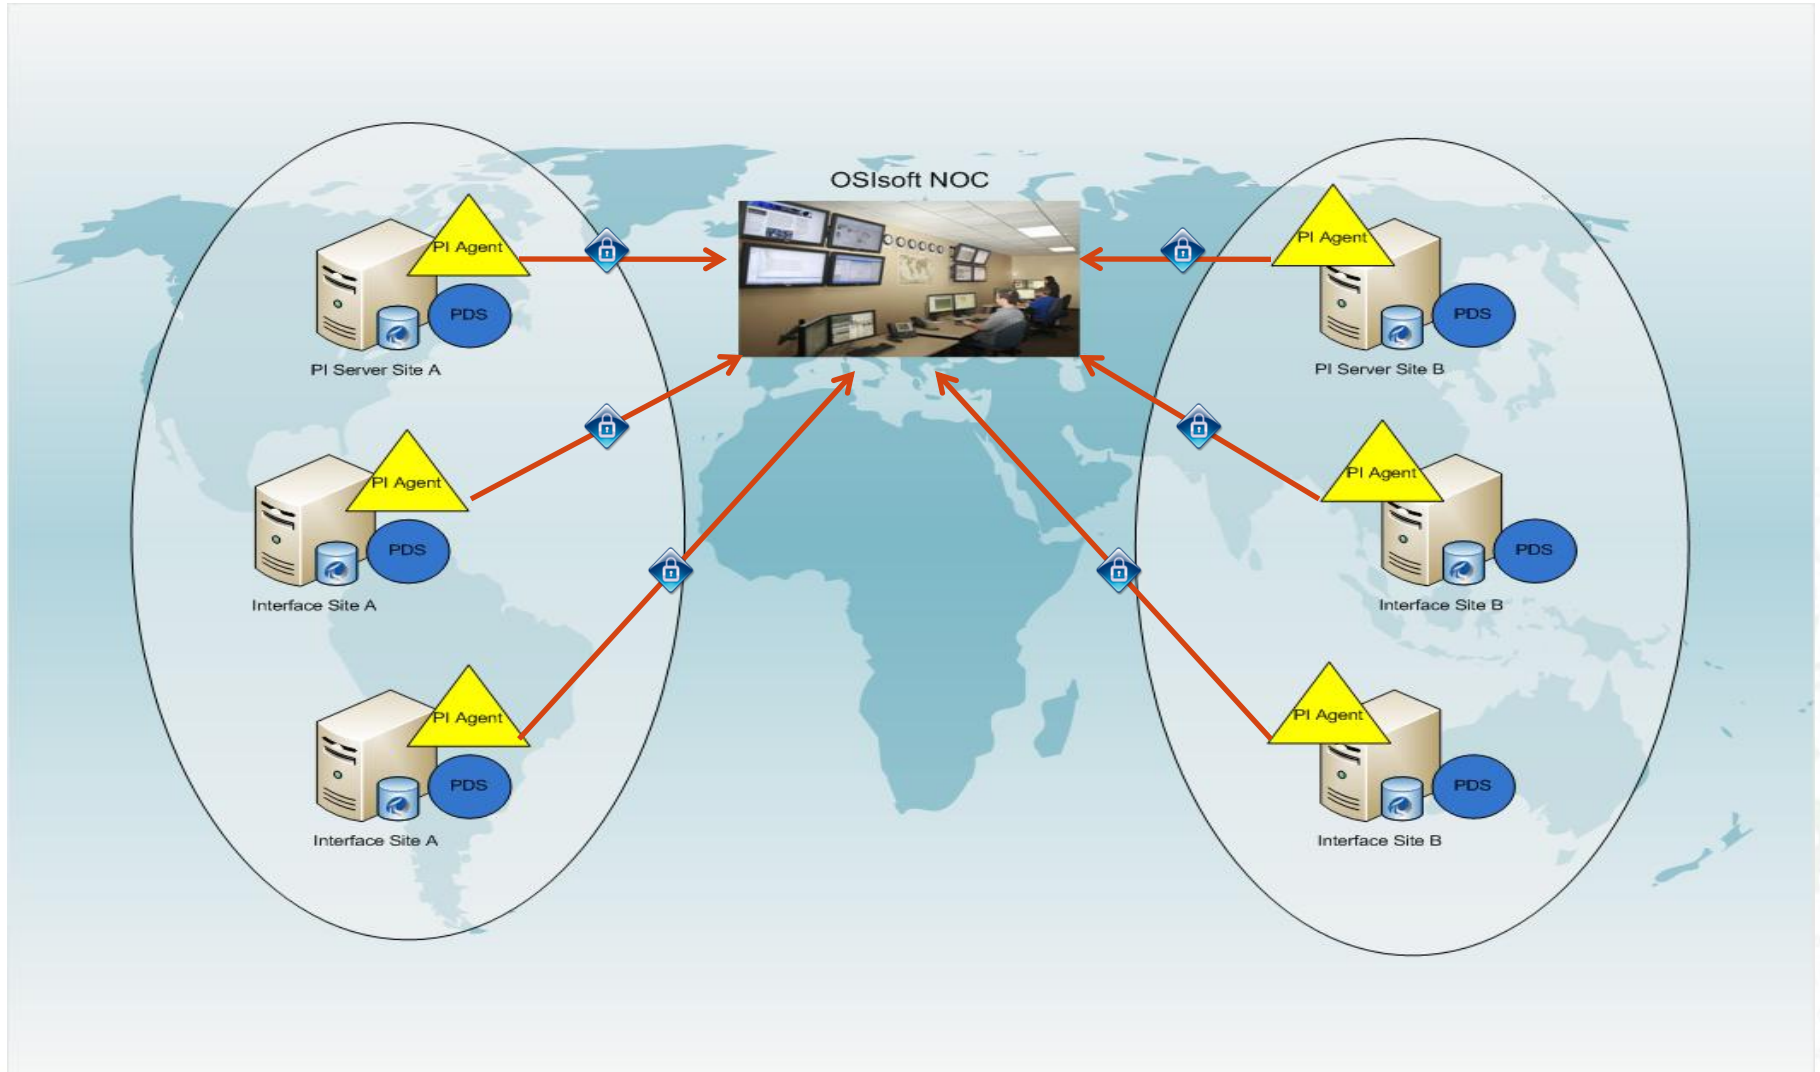 OSIsoft NOC
PI Agent
PDS
PI Server Site A
PI Agent
PDS
Interface Site A
PI Agent
PDS
Interface Site A
PI Agent
PDS
PI Server Site B
PI Agent
PDS
Interface Site B
PI Agent
PDS
Interface Site B